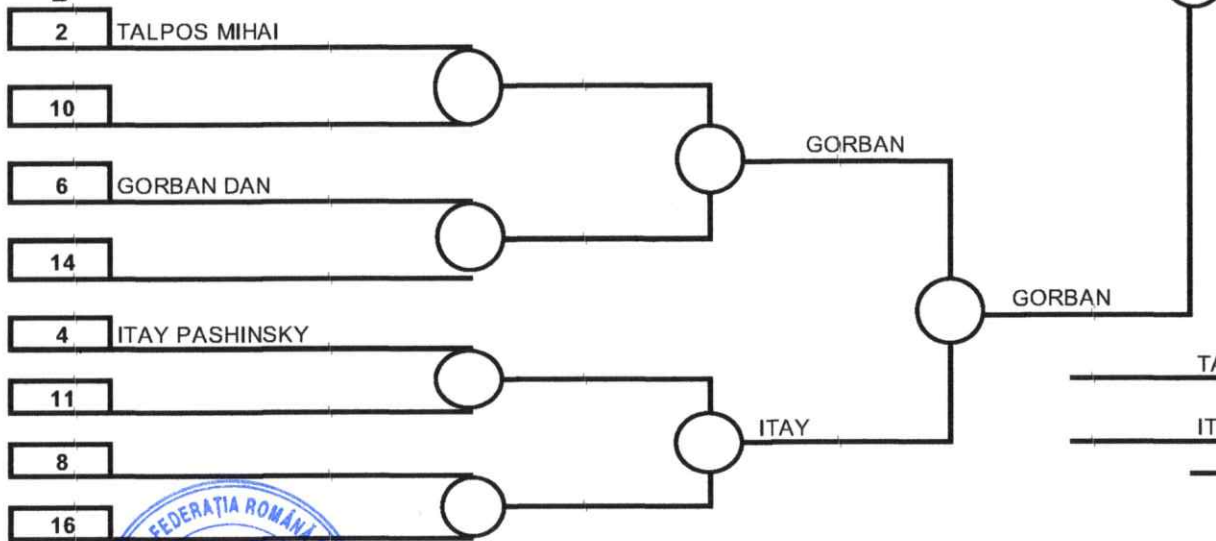 2 TALPOS MIHAI
10
GORBAN
6 GORBAN DAN
14
GORBAN
4 ITAY PASHINSKY
11
ITAY
8
16
FEDERAȚIA ROMÂNĂ